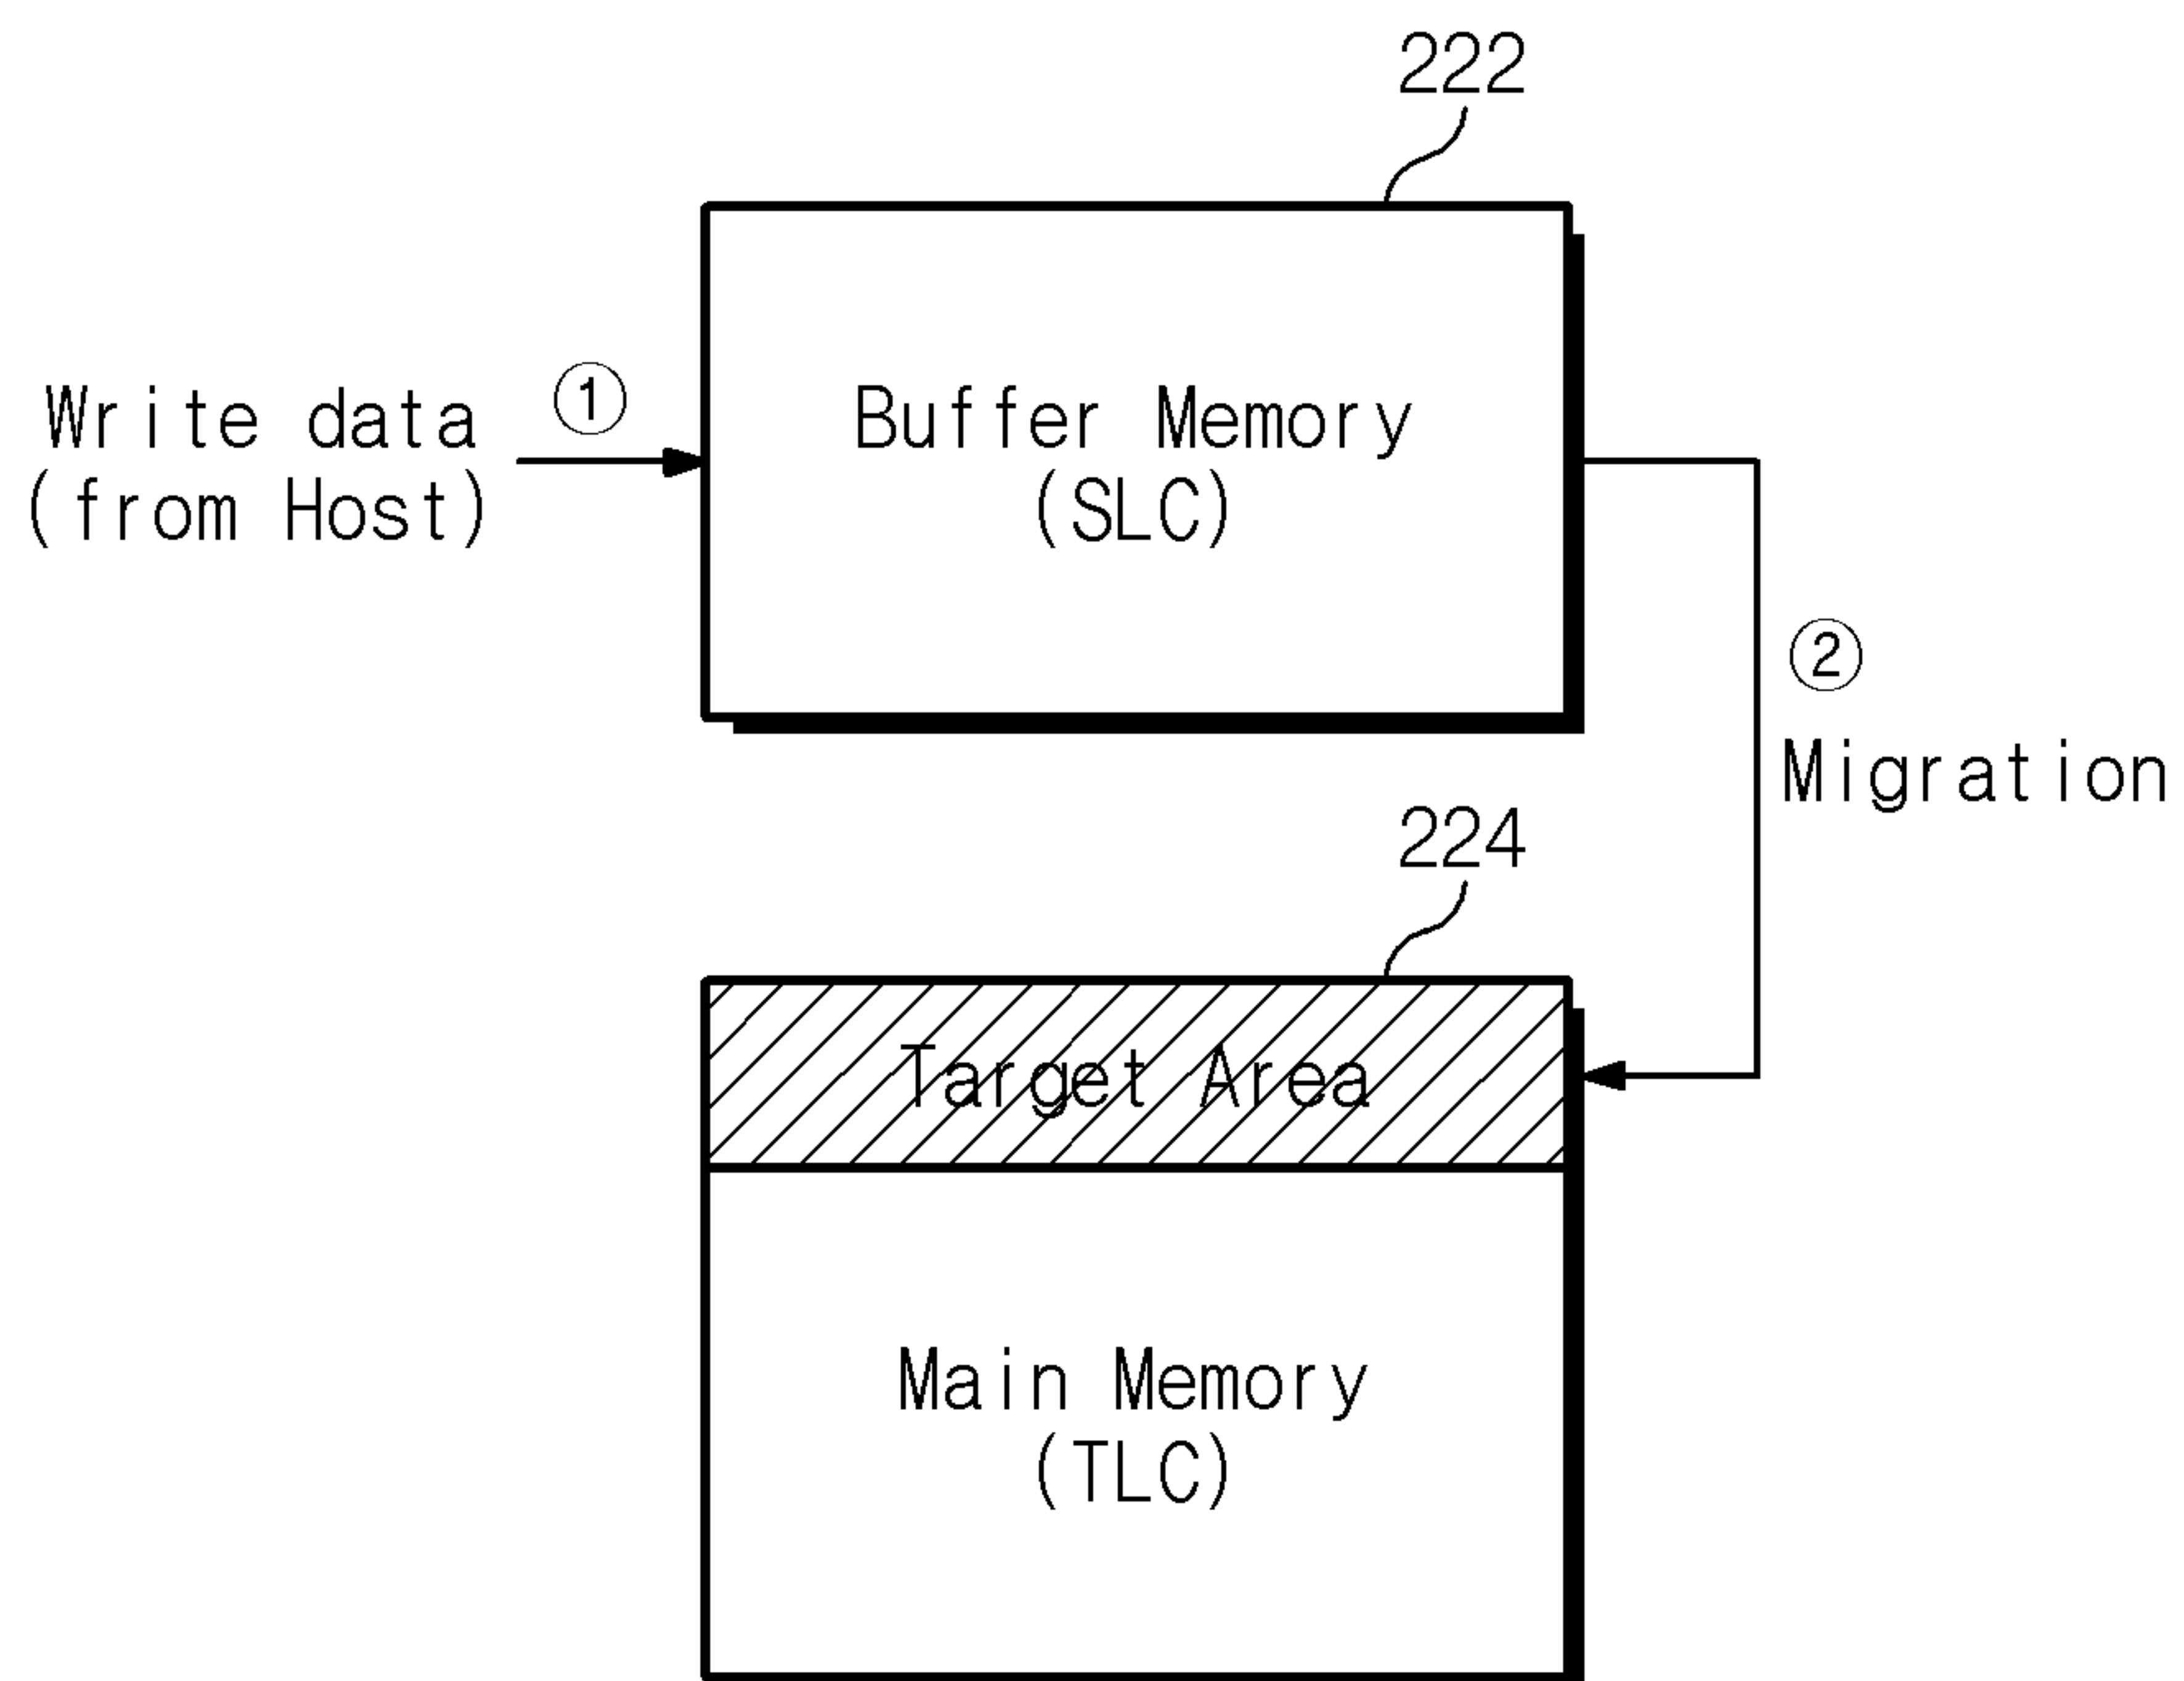 222
Write data
(from Host)
①
Buffer Memory
(SLC)
②
Migration
224
Target Area
Main Memory
(TLC)